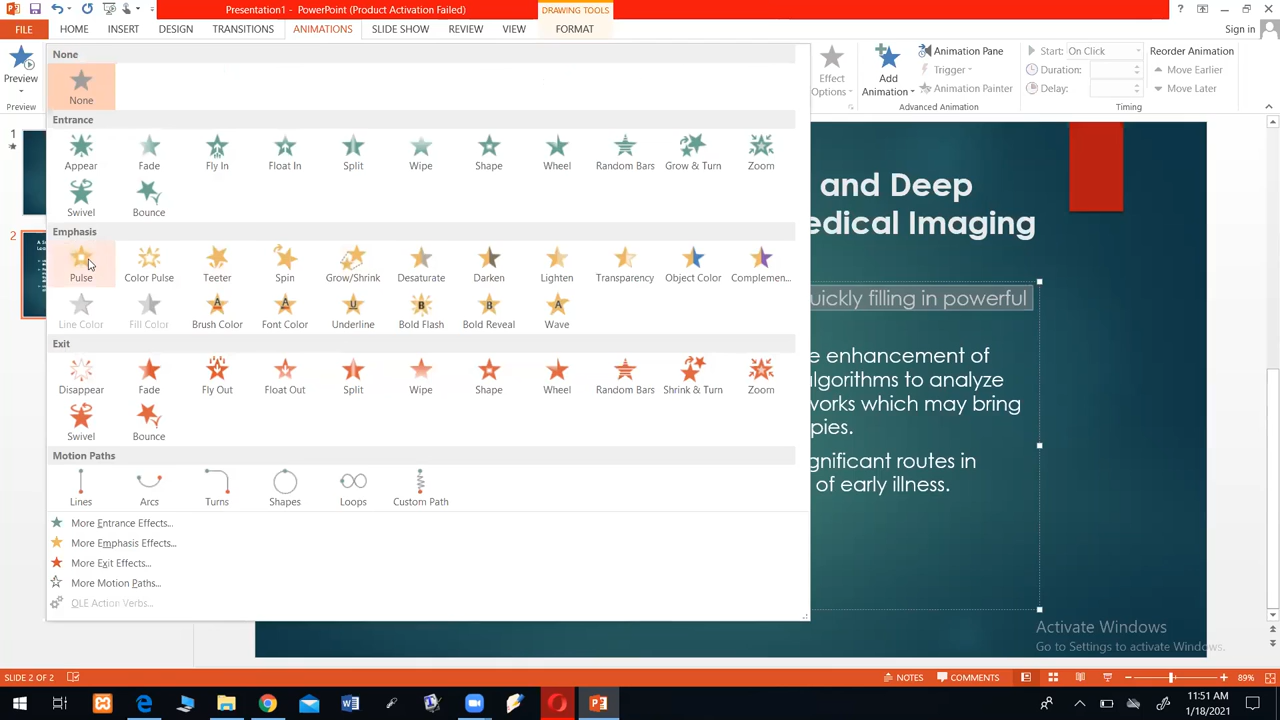 Presentation1 - PowerPoint (Product Activation Failed)
DRAWING TOOLS
?
FILE
HOME
INSERT
DESIGN
TRANSITIONS
ANIMATIONS
SLIDE SHOW
REVIEW
VIEW
FORMAT
Sign in
Preview
Preview
None
None
Entrance
Appear
Fade
Fly In
Float In
Split
Wipe
Shape
Wheel
Random Bars
Grow & Turn
Zoom
Swivel
Bounce
Emphasis
Pulse
Color Pulse
Teeter
Spin
Grow/Shrink
Desaturate
Darken
Lighten
Transparency
Object Color
Complemen...
Line Color
Fill Color
Brush Color
Font Color
Underline
Bold Flash
Bold Reveal
Wave
Exit
Disappear
Fade
Fly Out
Float Out
Split
Wipe
Shape
Wheel
Random Bars
Shrink & Turn
Zoom
Swivel
Bounce
Motion Paths
Lines
Arcs
Turns
Shapes
Loops
Custom Path
More Entrance Effects...
More Emphasis Effects...
More Exit Effects...
More Motion Paths...
OLE Action Verbs...
Effect
Options
Add
Animation
Animation Pane
Trigger
Animation Painter
Advanced Animation
Start: On Click
Duration:
Delay:
Reorder Animation
Move Earlier
Move Later
Timing
1
2
and Deep
edical Imaging
uickly filling in powerful
e enhancement of
lgorithms to analyze
vorks which may bring
pies.
gnificant routes in
of early illness.
Activate Windows
Go to Settings to activate Windows.
SLIDE 2 OF 2
NOTES
COMMENTS
89%
11:51 AM
1/18/2021